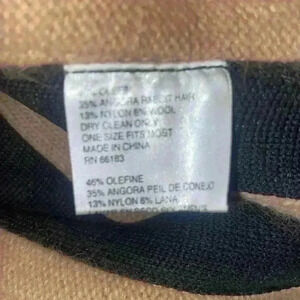 35% ANGORA RABBIT HAIR
13% NYLON 6% WOOL
DRY CLEAN ONLY
ONE SIZE FITS MOST
MADE IN CHINA
RN 66183
46% OLEFINE
35% ANGORA PEIL DE CONEJO
13% NYLON 6% LANA